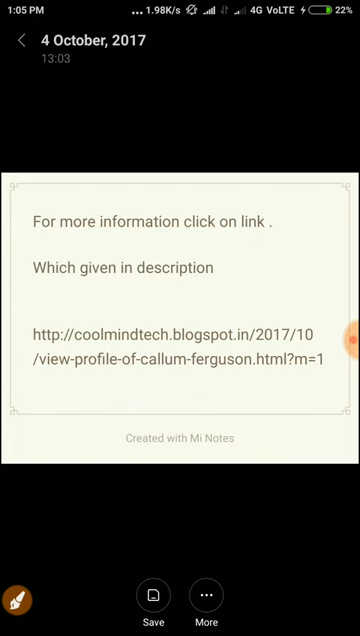 1:05 PM ... 1.98K/s 4G VoLTE 22%
4 October, 2017
13:03
For more information click on link .
Which given in description
http://coolmindtech.blogspot.in/2017/10
/view-profile-of-callum-ferguson.html?m=1
Created with Mi Notes
Save More